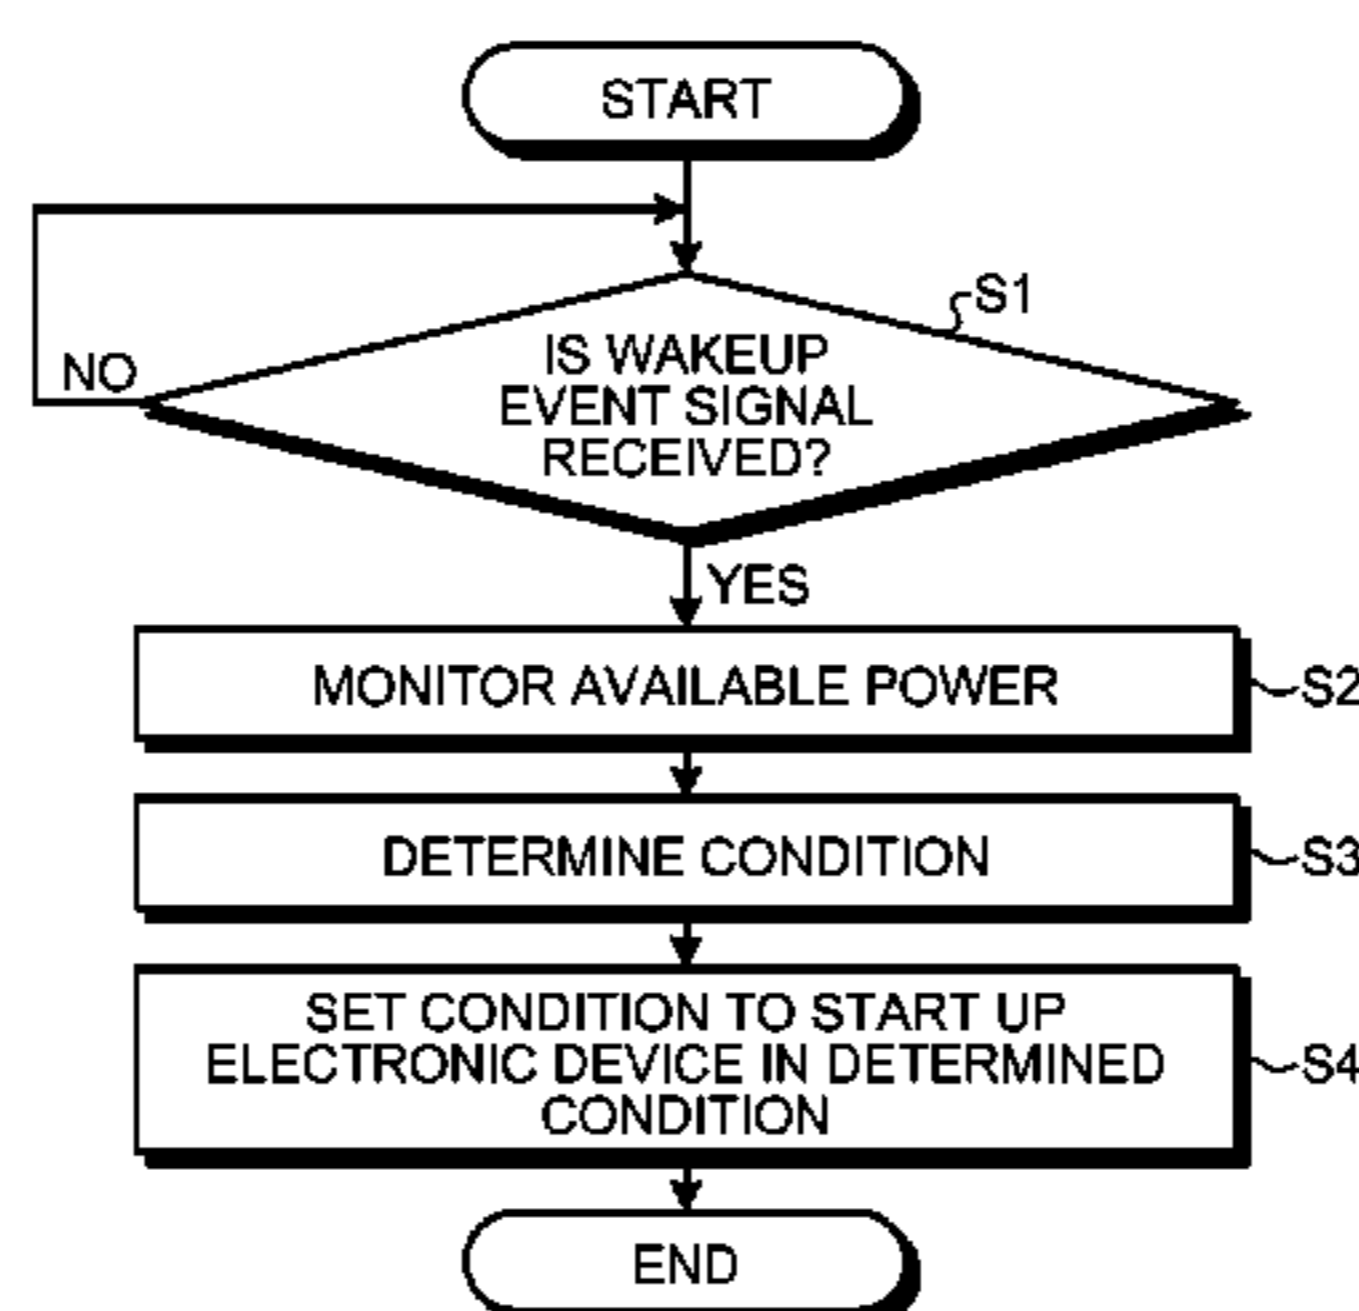 START
S1
IS WAKEUP
EVENT SIGNAL
RECEIVED?
NO
YES
MONITOR AVAILABLE POWER
S2
DETERMINE CONDITION
S3
SET CONDITION TO START UP
ELECTRONIC DEVICE IN DETERMINED
CONDITION
S4
END